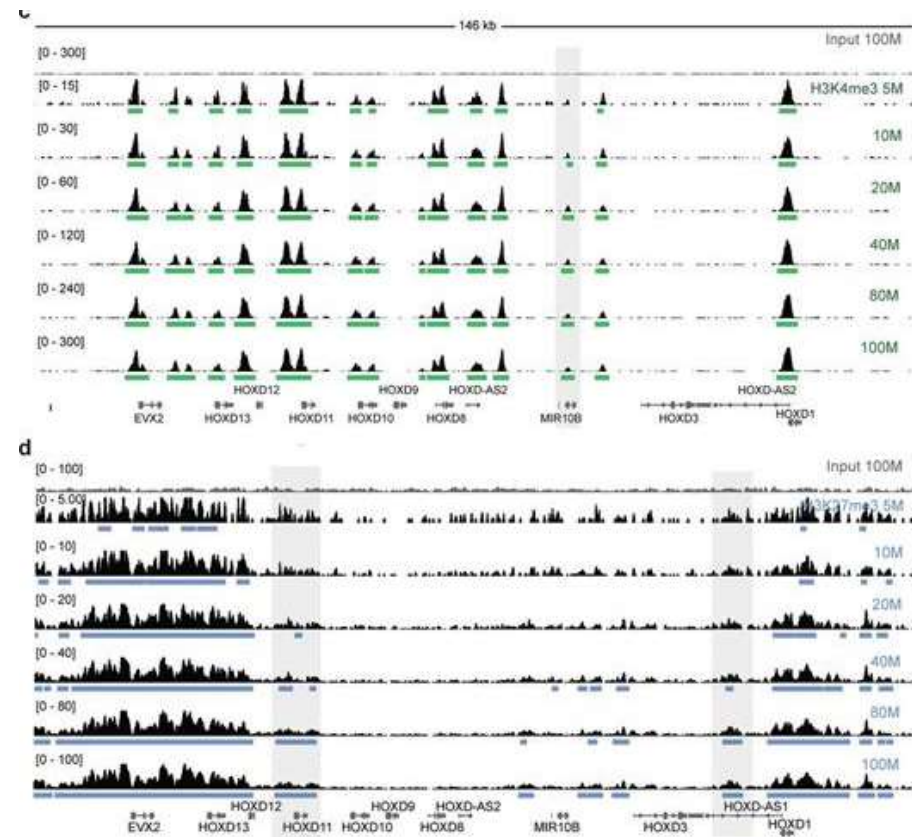 c
146 kb
Input 100M
[0 - 300]
[0 - 15]
H3K4me3 5M
[0 - 30]
10M
[0 - 60]
20M
[0 - 120]
40M
[0 - 240]
80M
[0 - 300]
100M
HOXD12 HOXD9 HOXD-AS2 HOXD-AS2
EVX2 HOXD13 HOXD11 HOXD10 HOXD8 MIR10B HOXD3 HOXD1
d
[0 - 100]
Input 100M
[0 - 5.00]
H3K27me3 5M
[0 - 10]
10M
[0 - 20]
20M
[0 - 40]
40M
[0 - 80]
80M
[0 - 100]
100M
HOXD12 HOXD9 HOXD-AS2 HOXD-AS1
EVX2 HOXD13 HOXD11 HOXD10 HOXD8 MIR10B HOXD3 HOXD1